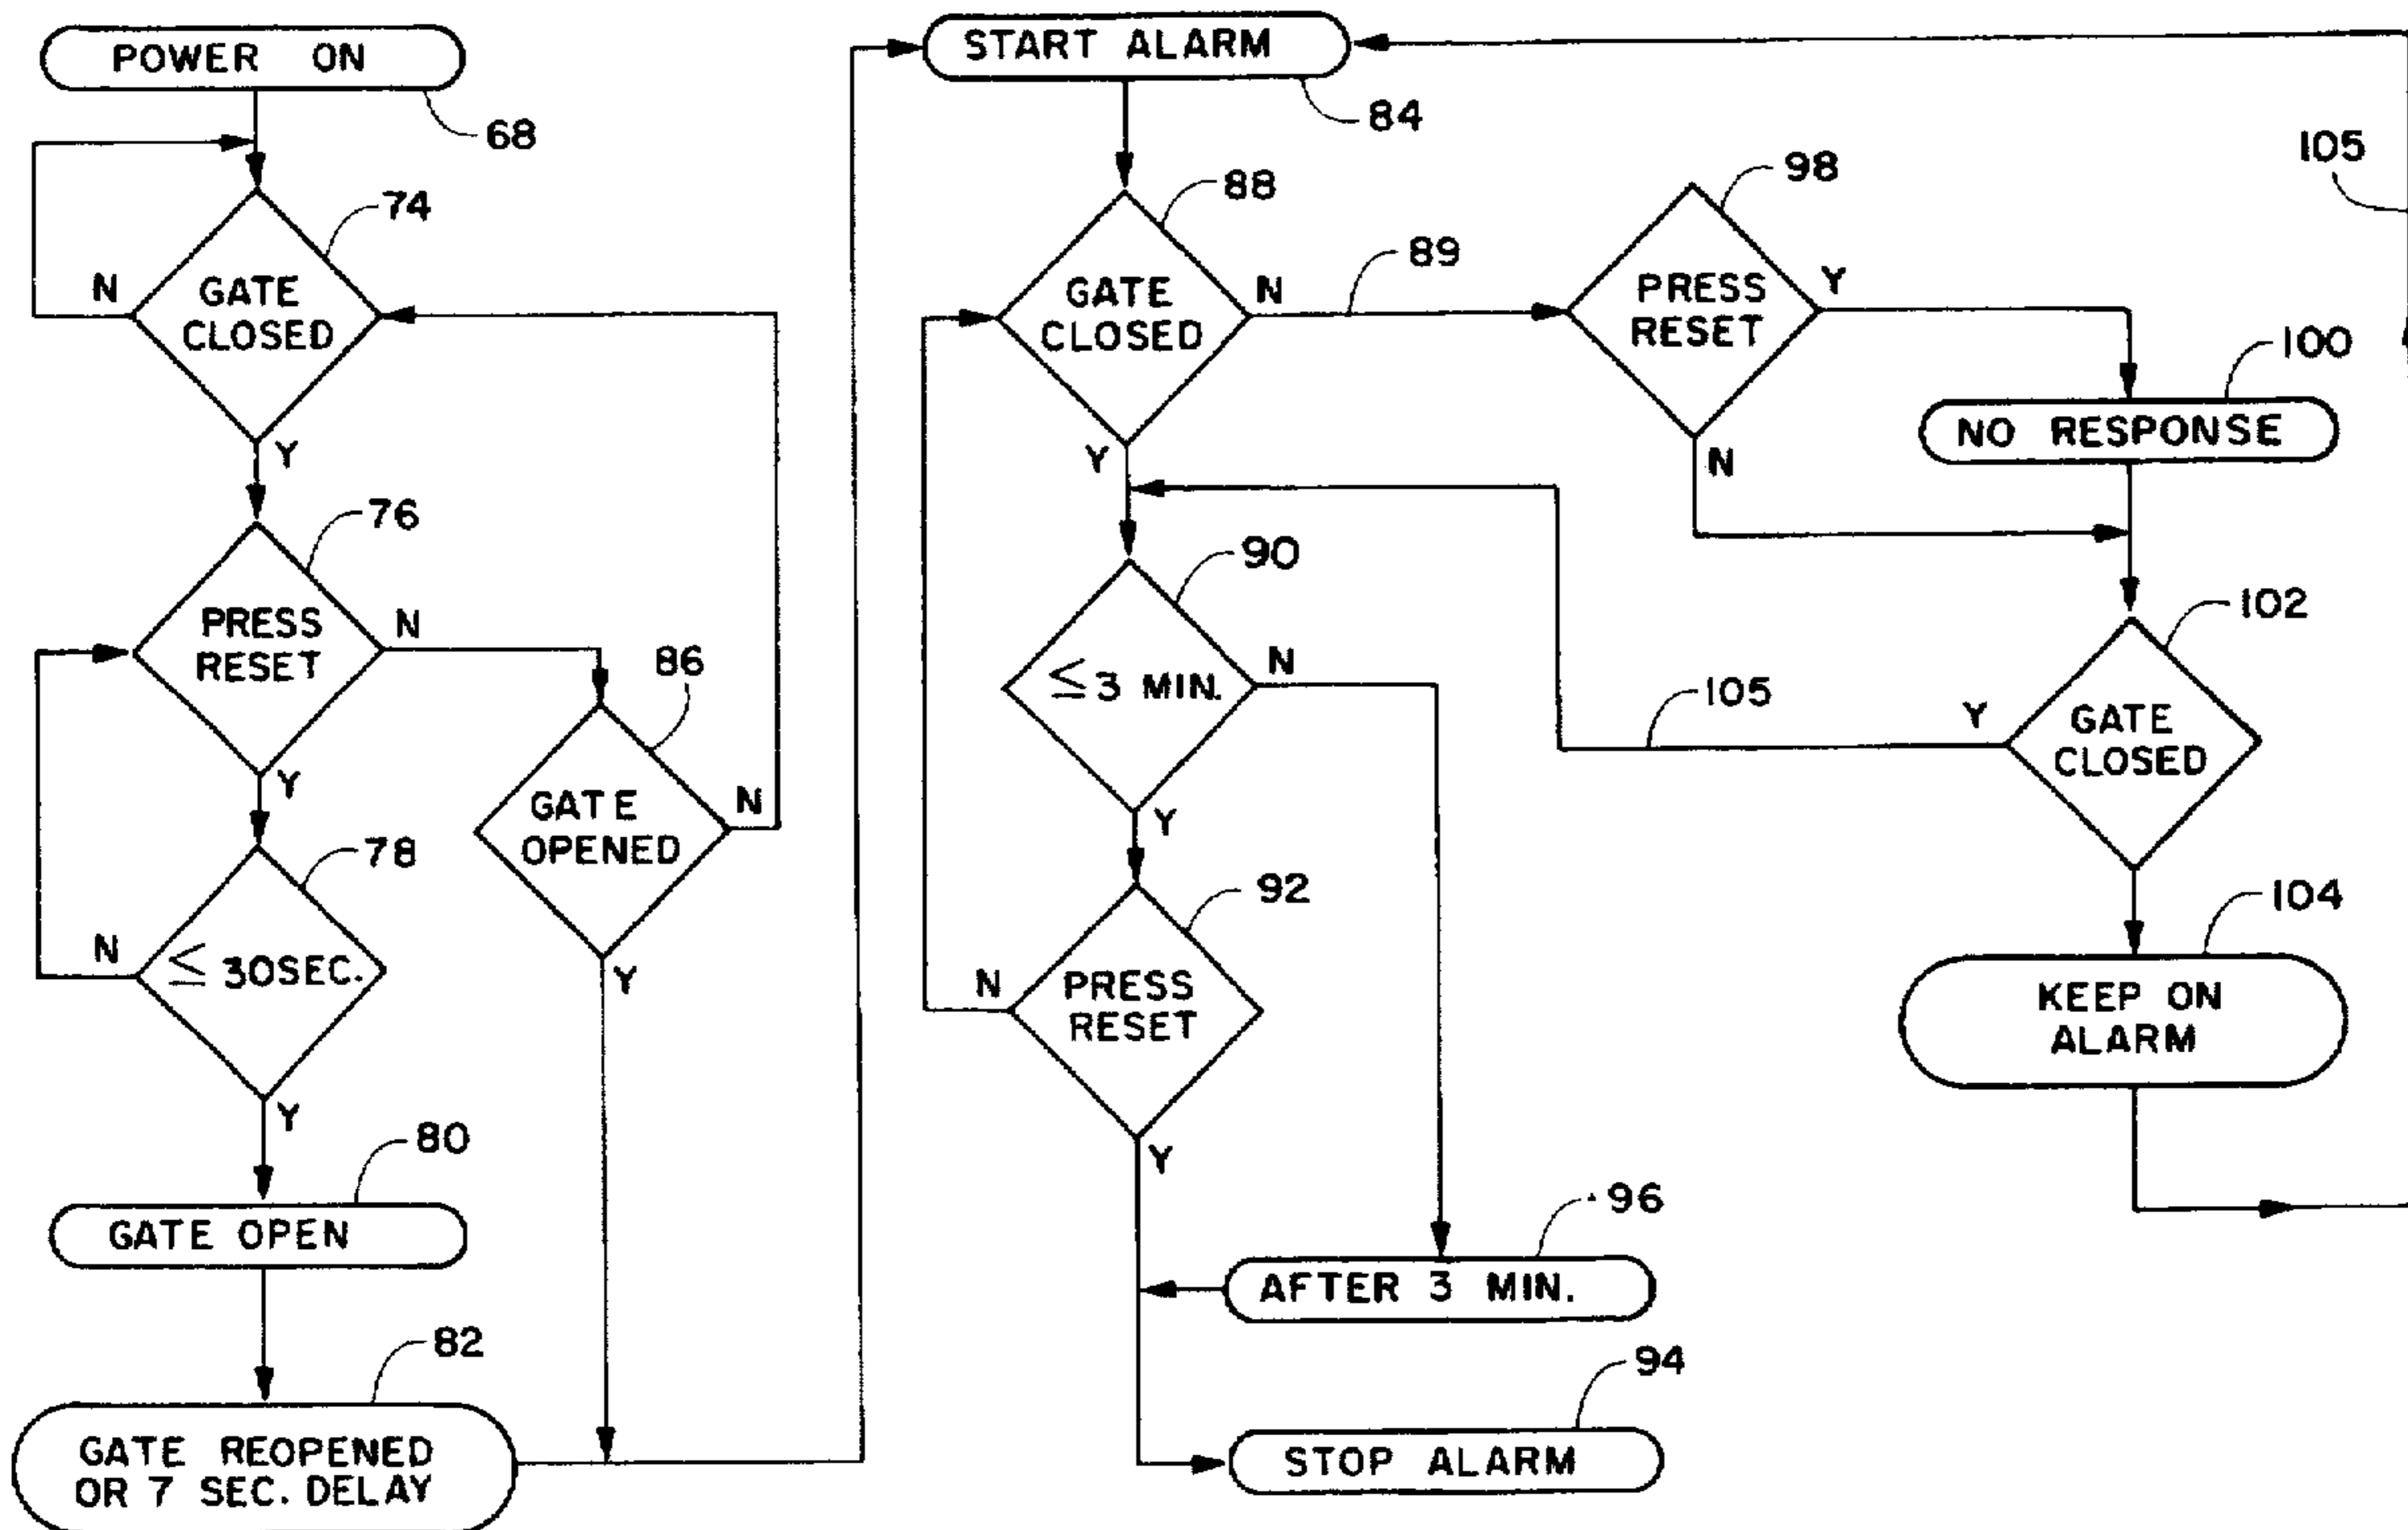 POWER ON
68
N
74
GATE
CLOSED
Y
76
PRESS
RESET
N
Y
86
GATE
OPENED
N
Y
78
≤ 30SEC.
N
Y
80
GATE OPEN
82
GATE REOPENED
OR 7 SEC. DELAY
START ALARM
84
88
GATE
CLOSED
N
89
Y
90
≤ 3 MIN.
N
Y
92
PRESS
RESET
N
Y
96
AFTER 3 MIN.
94
STOP ALARM
98
PRESS
RESET
Y
N
100
NO RESPONSE
102
GATE
CLOSED
Y
105
104
KEEP ON
ALARM
105